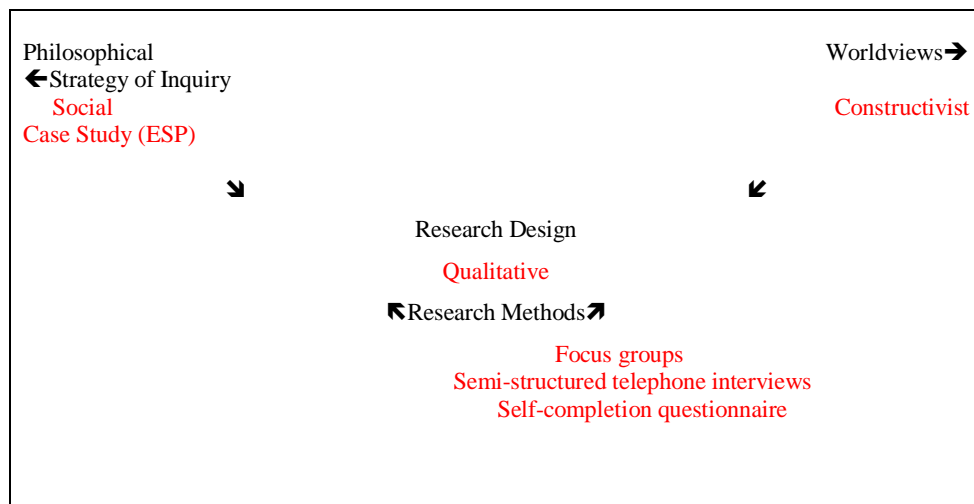 Philosophical Worldviews→
←Strategy of Inquiry
Social Constructivist
Case Study (ESP)
↘ ↙
Research Design
Qualitative
↖Research Methods↗
Focus groups
Semi-structured telephone interviews
Self-completion questionnaire